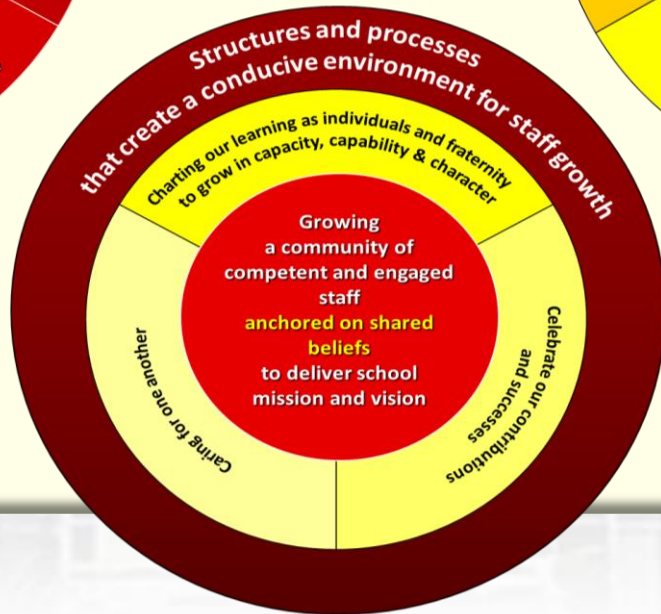 Structures and processes
that create a conducive environment for staff growth
Charting our learning as individuals and fraternity
to grow in capacity, capability & character
Growing
a community of
competent and engaged
staff
anchored on shared
beliefs
to deliver school
mission and vision
Caring for one another
Celebrate our contributions
and successes